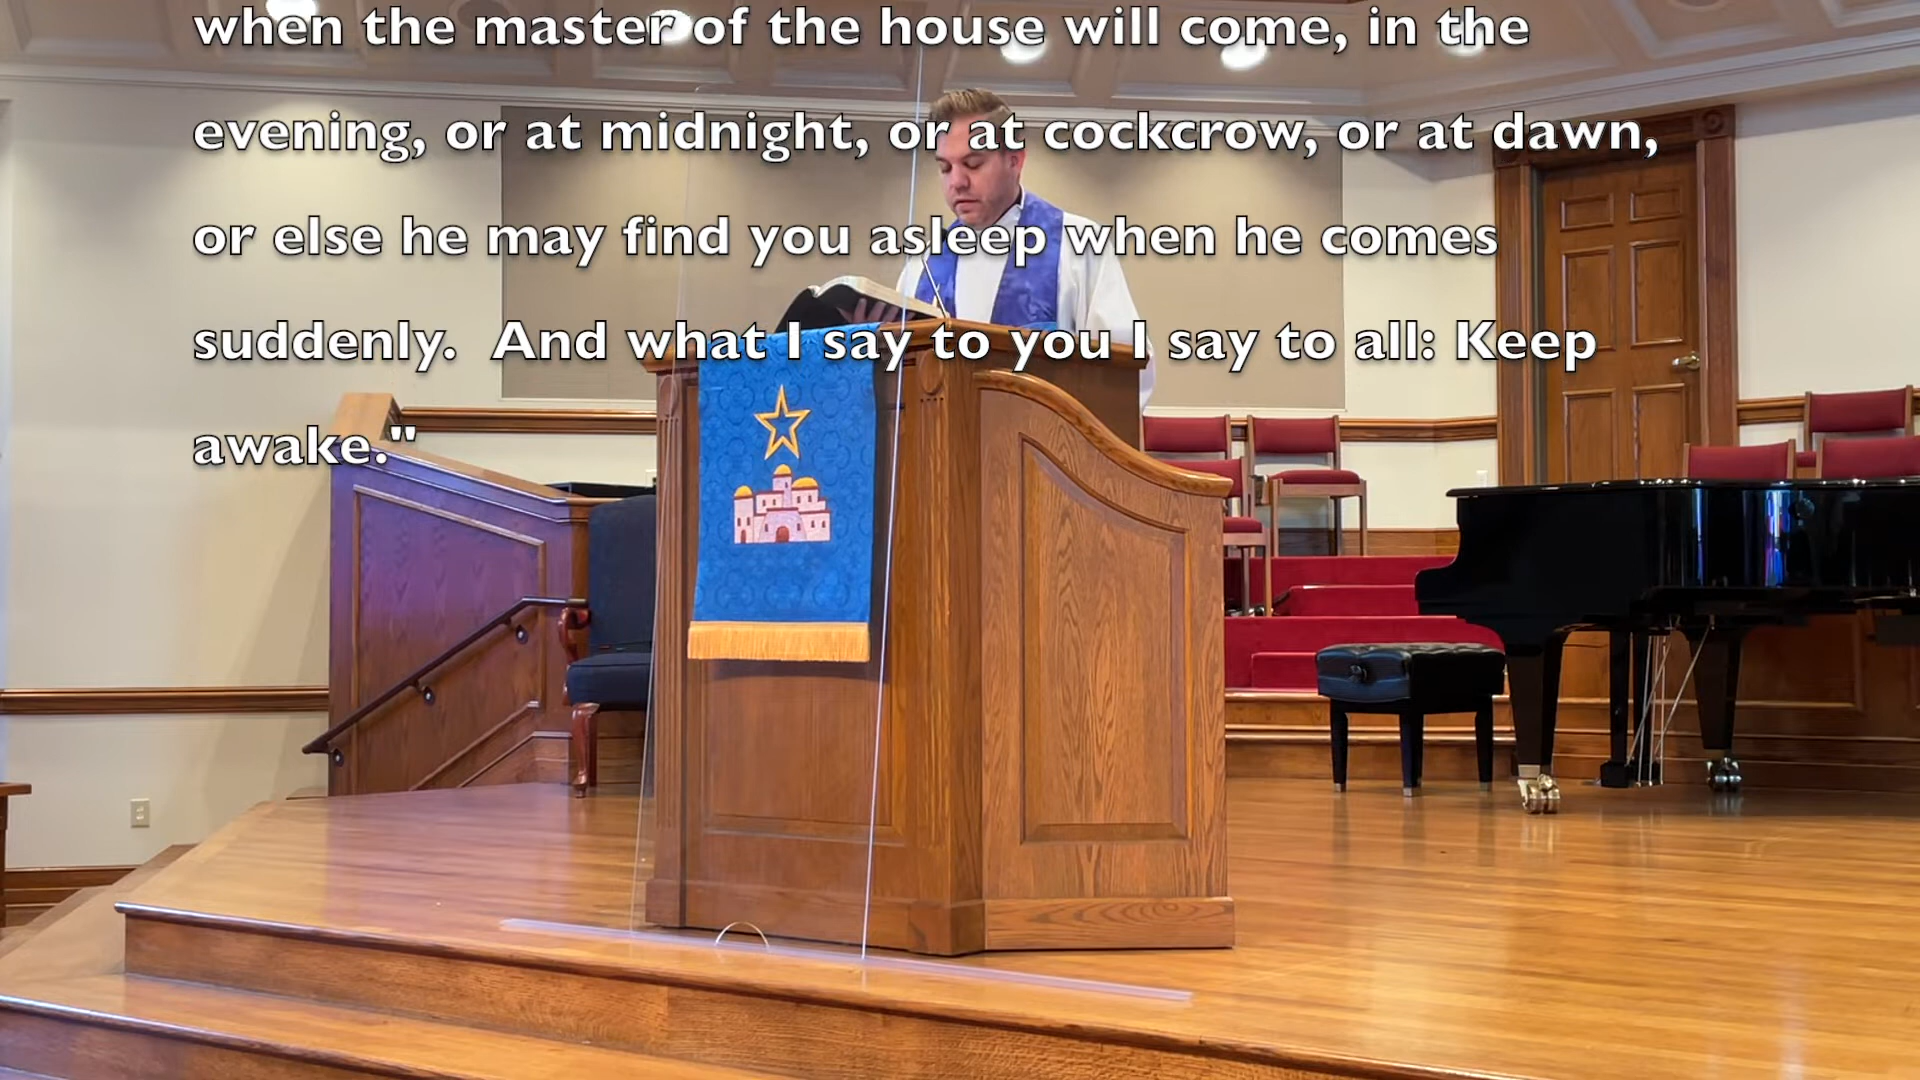 when the master of the house will come, in the
evening, or at midnight, or at cockcrow, or at dawn,
or else he may find you asleep when he comes
suddenly.  And what I say to you I say to all: Keep
awake."